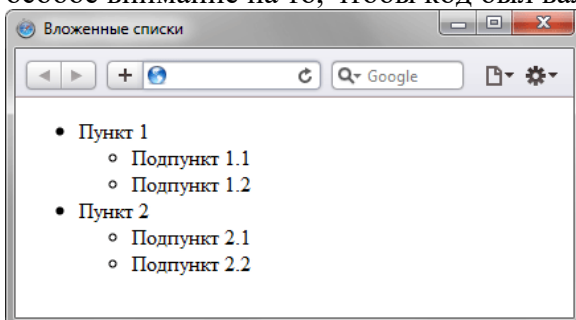 Вложенные списки
Google
Пункт 1
Подпункт 1.1
Подпункт 1.2
Пункт 2
Подпункт 2.1
Подпункт 2.2